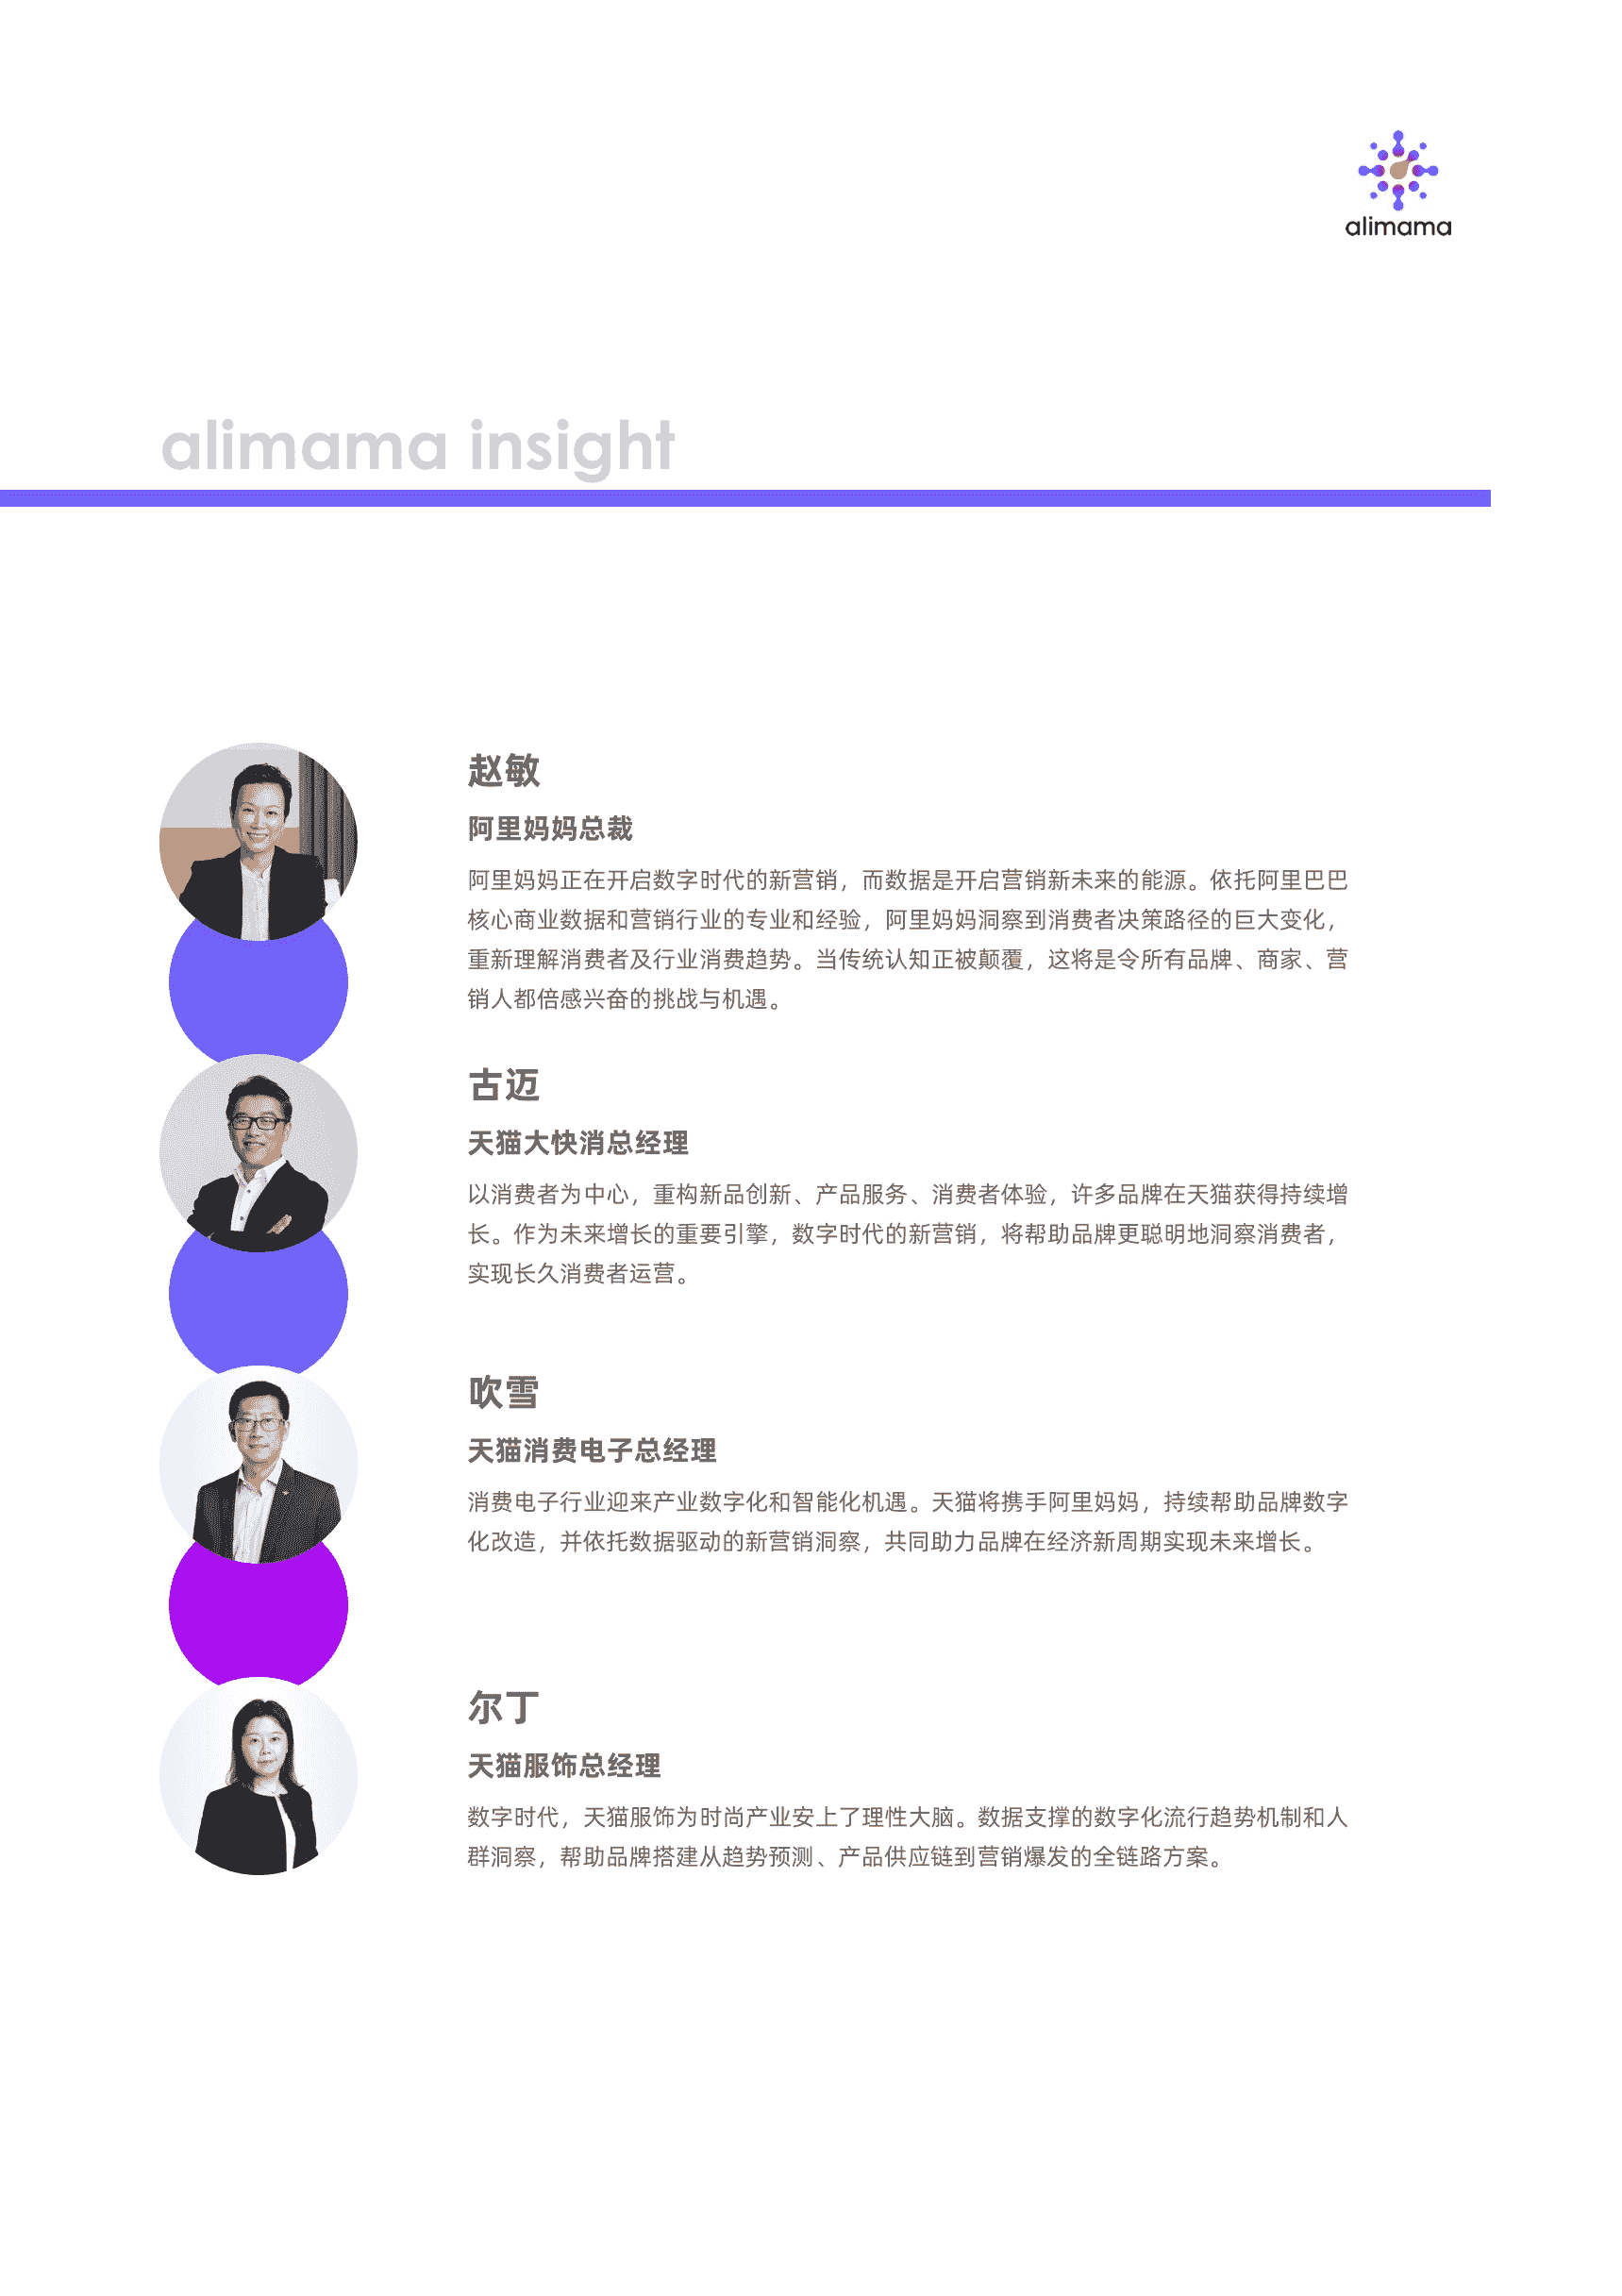 alimama
alimama insight
赵敏
阿里妈妈总裁
阿里妈妈正在开启数字时代的新营销，而数据是开启营销新未来的能源。依托阿里巴巴
核心商业数据和营销行业的专业和经验，阿里妈妈洞察到消费者决策路径的巨大变化，
重新理解消费者及行业消费趋势。当传统认知正被颠覆，这将是令所有品牌、商家、营
销人都倍感兴奋的挑战与机遇。
古迈
天猫大快消总经理
以消费者为中心，重构新品创新、产品服务、消费者体验，许多品牌在天猫获得持续增
长。作为未来增长的重要引擎，数字时代的新营销，将帮助品牌更聪明地洞察消费者，
实现长久消费者运营。
吹雪
天猫消费电子总经理
消费电子行业迎来产业数字化和智能化机遇。天猫将携手阿里妈妈，持续帮助品牌数字
化改造，并依托数据驱动的新营销洞察，共同助力品牌在经济新周期实现未来增长。
尔丁
天猫服饰总经理
数字时代，天猫服饰为时尚产业安上了理性大脑。数据支撑的数字化流行趋势机制和人
群洞察，帮助品牌搭建从趋势预测、产品供应链到营销爆发的全链路方案。